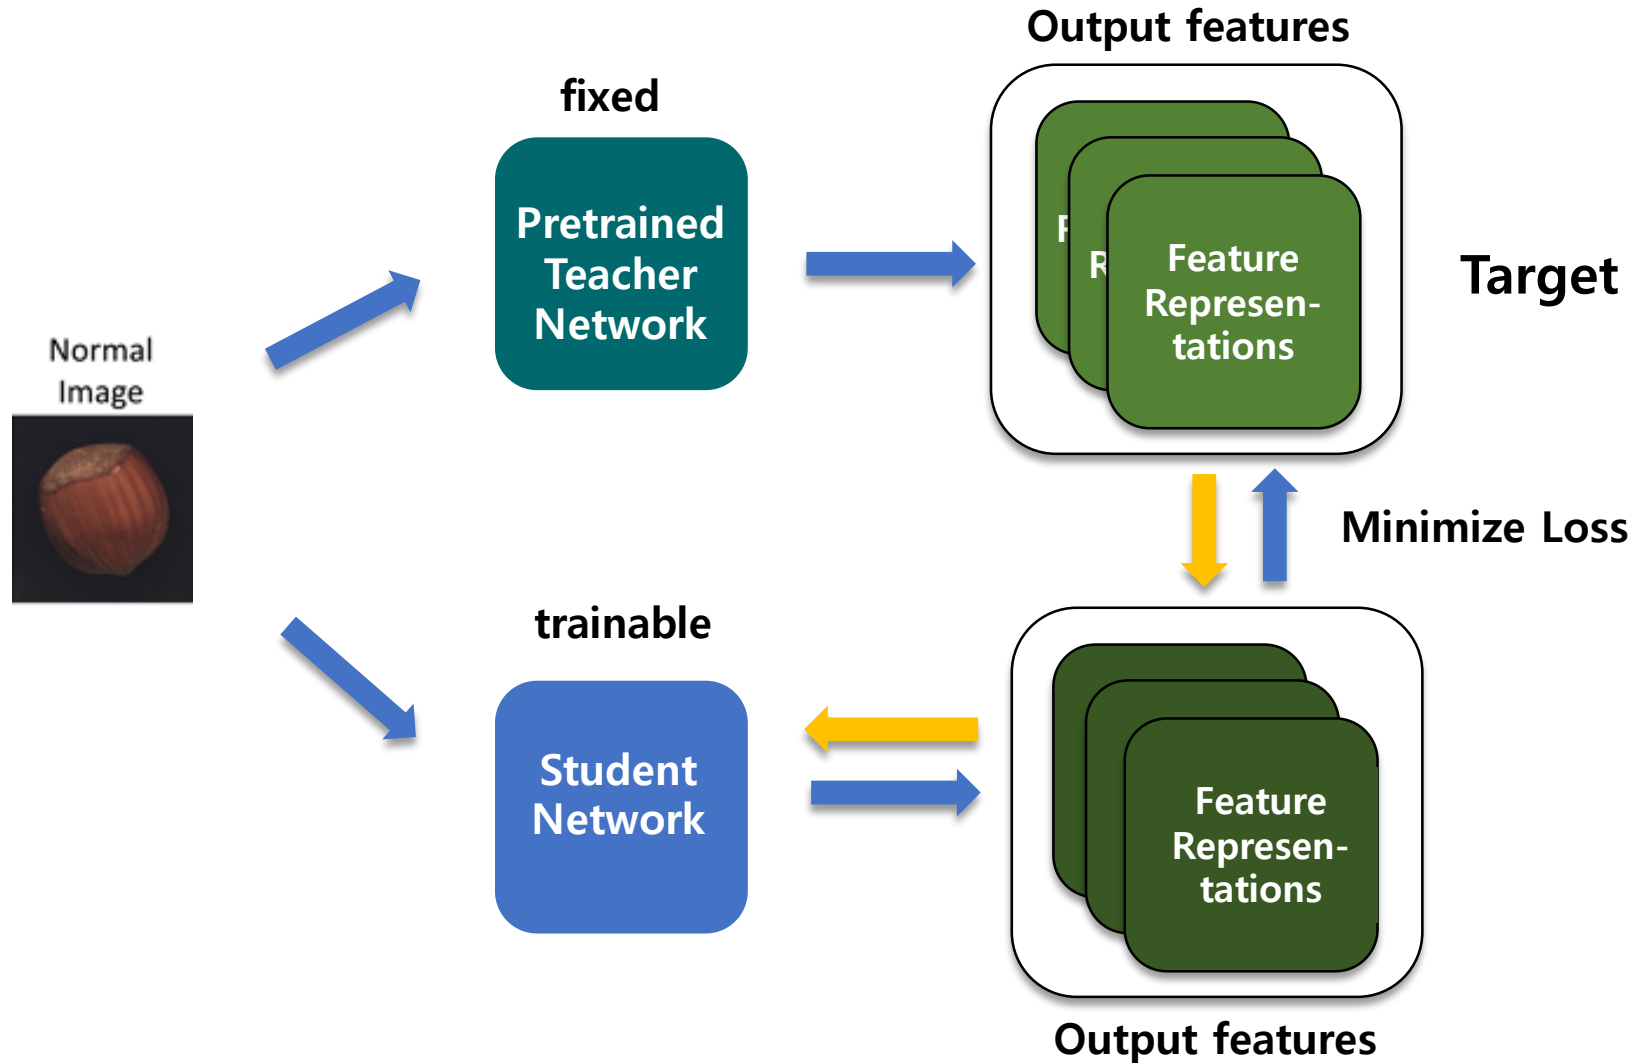 Output features
fixed
Pretrained
Teacher
Network
Feature
Represen-
tations
Target
Normal
Image
Minimize Loss
trainable
Student
Network
Feature
Represen-
tations
Output features